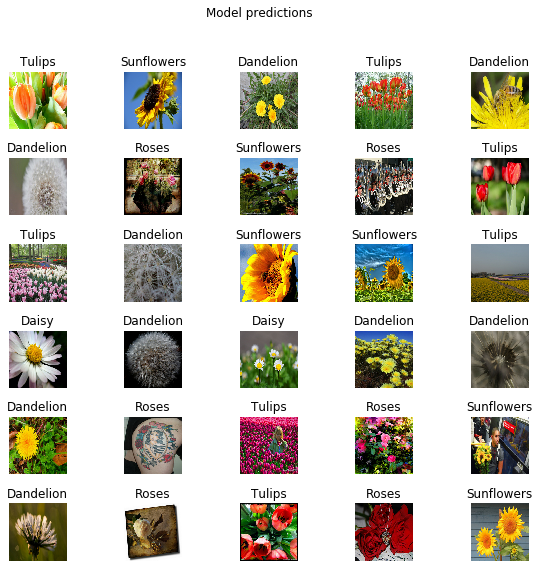 Model predictions
Tulips Sunflowers Dandelion Tulips Dandelion
Dandelion Roses Sunflowers Roses Tulips
Tulips Dandelion Sunflowers Sunflowers Tulips
Daisy Dandelion Daisy Dandelion Dandelion
Dandelion Roses Tulips Roses Sunflowers
Dandelion Roses Tulips Roses Sunflowers